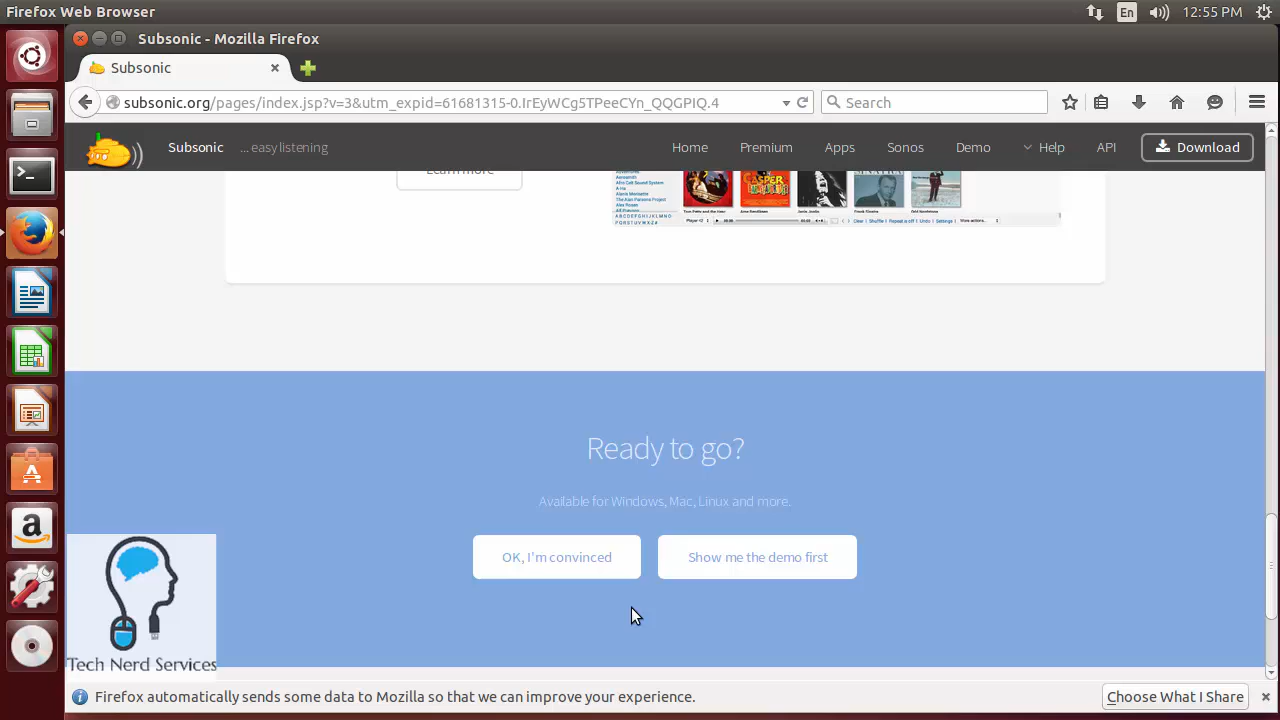 Firefox Web Browser
En
12:55 PM
Subsonic - Mozilla Firefox
Subsonic
subsonic.org/pages/index.jsp?v=3&utm_expid=61681315-0.IrEyWCg5TPeeCYn_QQGPIQ.4
Search
Subsonic ... easy listening
Home Premium Apps Sonos Demo Help API Download
Learn more
Ready to go?
Available for Windows, Mac, Linux and more.
OK, I'm convinced
Show me the demo first
Tech Nerd Services
Firefox automatically sends some data to Mozilla so that we can improve your experience.
Choose What I Share